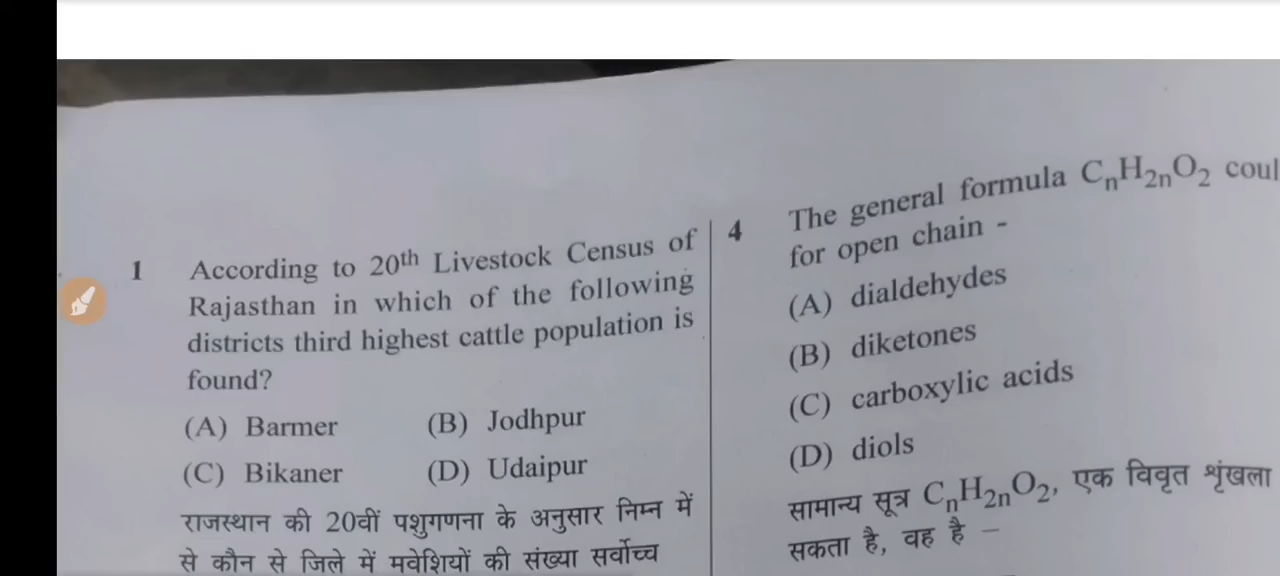 1 According to 20th Livestock Census of
Rajasthan in which of the following
districts third highest cattle population is
found?
(A) Barmer (B) Jodhpur
(C) Bikaner (D) Udaipur
राजस्थान की 20वीं पशुगणना के अनुसार निम्न में
से कौन से जिले में मवेशियों की संख्या सर्वोच्च
4 The general formula CnH2nO2 coul
for open chain -
(A) dialdehydes
(B) diketones
(C) carboxylic acids
(D) diols
सामान्य सूत्र CnH2nO2, एक विवृत शृंखला
सकता है, वह है –